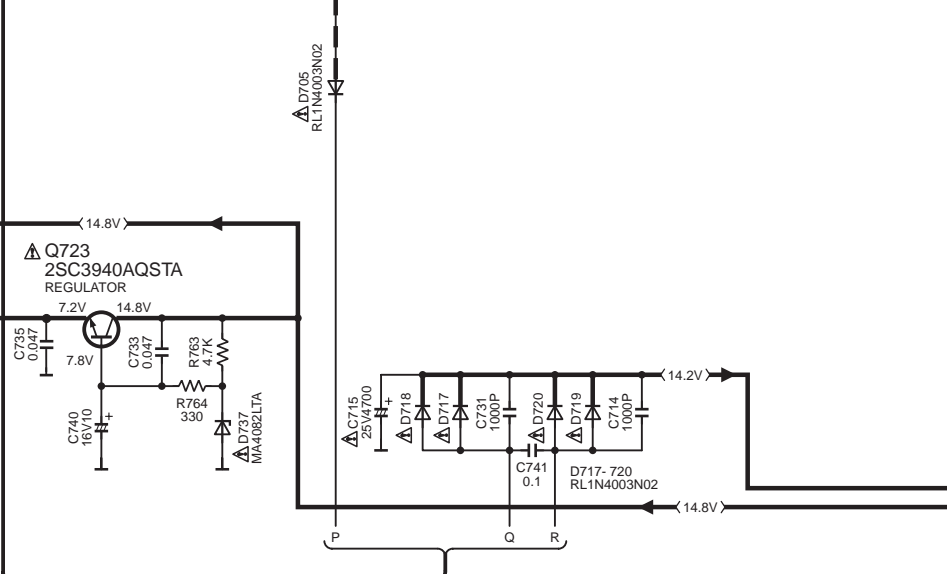 D705
RL1N4003N02
14.8V
Q723
2SC3940AQSTA
REGULATOR
7.2V
14.8V
C735
0.047
7.8V
C733
0.047
R763
4.7K
R764
330
C740
16V10
+
D737
MA4082LTA
C715
25V4700
+
D718
D717
C731
1000P
D720
D719
C714
1000P
14.2V
C741
0.1
D717-720
RL1N4003N02
14.8V
P
Q
R